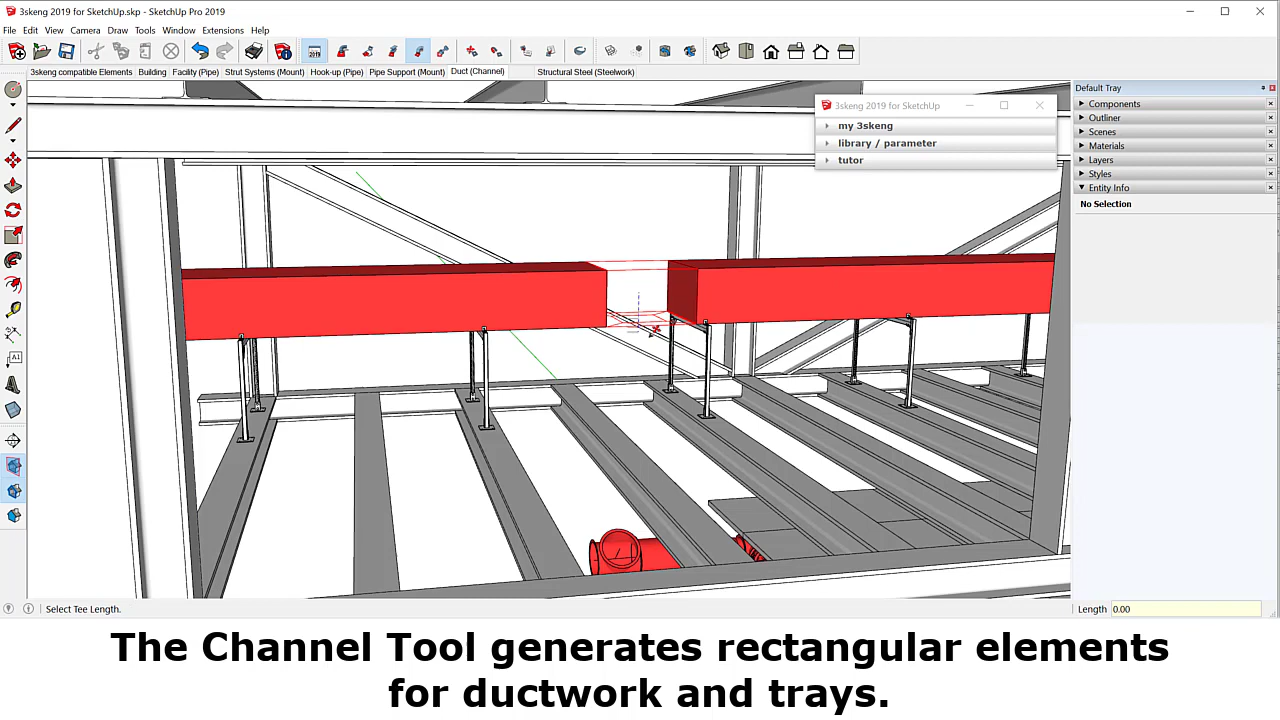 3skeng 2019 for SketchUp.skp - SketchUp Pro 2019
File Edit View Camera Draw Tools Window Extensions Help
2019
3skeng compatible Elements Building Facility (Pipe) Strut Systems (Mount) Hook-up (Pipe) Pipe Support (Mount) Duct (Channel) Structural Steel (Steelwork)
Default Tray
3skeng 2019 for SketchUp
my 3skeng
library / parameter
tutor
Components
Outliner
Scenes
Materials
Layers
Styles
Entity Info
No Selection
A1
Select Tee Length.
Length 0.00
The Channel Tool generates rectangular elements
for ductwork and trays.